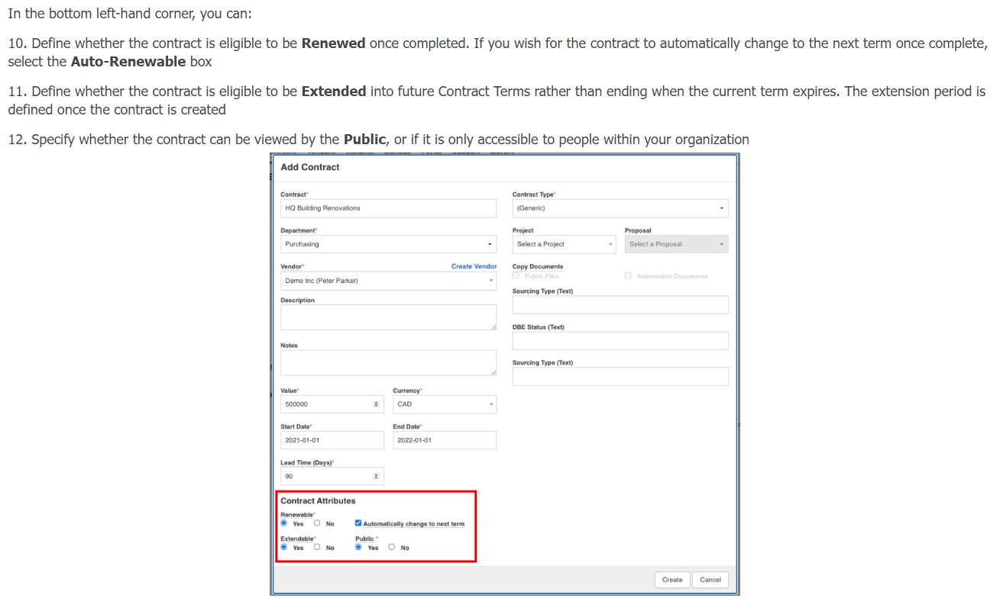 In the bottom left-hand corner, you can:
10. Define whether the contract is eligible to be Renewed once completed. If you wish for the contract to automatically change to the next term once complete,
select the Auto-Renewable box
11. Define whether the contract is eligible to be Extended into future Contract Terms rather than ending when the current term expires. The extension period is
defined once the contract is created
12. Specify whether the contract can be viewed by the Public, or if it is only accessible to people within your organization
Add Contract
Contract* Contract Type*
HQ Building Renovations (Generic)
Department* Project Proposal
Purchasing Select a Project Select a Proposal
Vendor* Create Vendor Copy Documents
Public Files Submission Documents
Demo Inc (Peter Parker)
Sourcing Type (Text)
Description
DBE Status (Text)
Notes
Sourcing Type (Text)
Value* Currency*
500000 CAD
Start Date* End Date*
2021-01-01 2022-01-01
Lead Time (Days)*
90
Contract Attributes
Renewable*
Yes No Automatically change to next term
Extendable* Public *
Yes No Yes No
Create Cancel